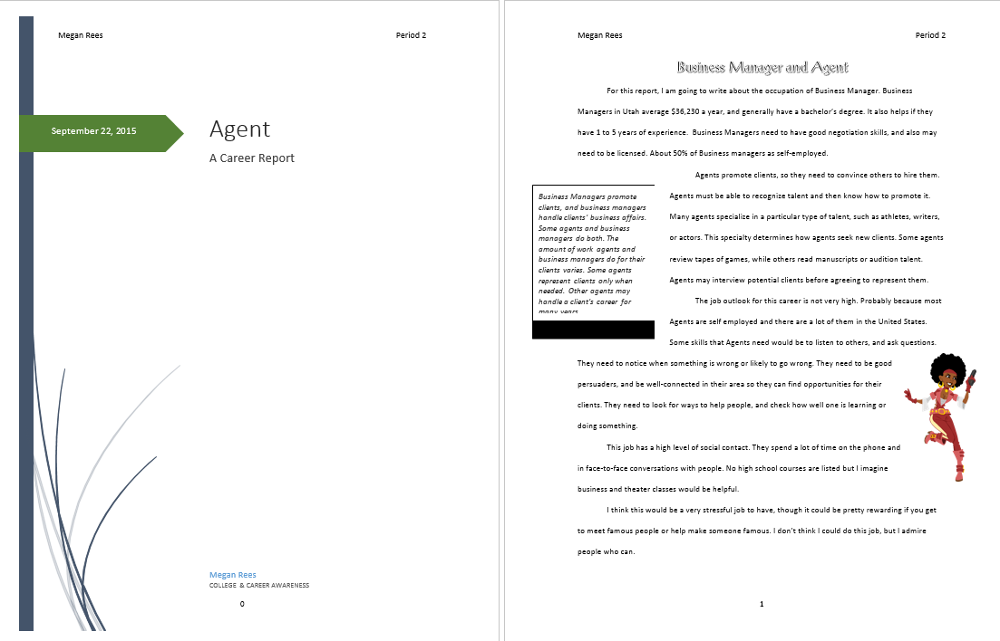 Megan Rees Period 2
September 22, 2015
Agent
A Career Report
Megan Rees
COLLEGE & CAREER AWARENESS
0
Megan Rees Period 2
Business Manager and Agent
For this report, I am going to write about the occupation of Business Manager. Business
Managers in Utah average $36,230 a year, and generally have a bachelor's degree. It also helps if they
have 1 to 5 years of experience. Business Managers need to have good negotiation skills, and also may
need to be licensed. About 50% of Business managers as self-employed.
Business Managers promote
clients, and business managers
handle clients' business affairs.
Some agents and business
managers do both. The
amount of work agents and
business managers do for their
clients varies. Some agents
represent clients only when
needed. Other agents may
handle a client's career for
many years.
Agents promote clients, so they need to convince others to hire them.
Agents must be able to recognize talent and then know how to promote it.
Many agents specialize in a particular type of talent, such as athletes, writers,
or actors. This specialty determines how agents seek new clients. Some agents
review tapes of games, while others read manuscripts or audition talent.
Agents may interview potential clients before agreeing to represent them.
The job outlook for this career is not very high. Probably because most
Agents are self employed and there are a lot of them in the United States.
Some skills that Agents need would be to listen to others, and ask questions.
They need to notice when something is wrong or likely to go wrong. They need to be good
persuaders, and be well-connected in their area so they can find opportunities for their
clients. They need to look for ways to help people, and check how well one is learning or
doing something.
This job has a high level of social contact. They spend a lot of time on the phone and
in face-to-face conversations with people. No high school courses are listed but I imagine
business and theater classes would be helpful.
I think this would be a very stressful job to have, though it could be pretty rewarding if you get
to meet famous people or help make someone famous. I don't think I could do this job, but I admire
people who can.
1